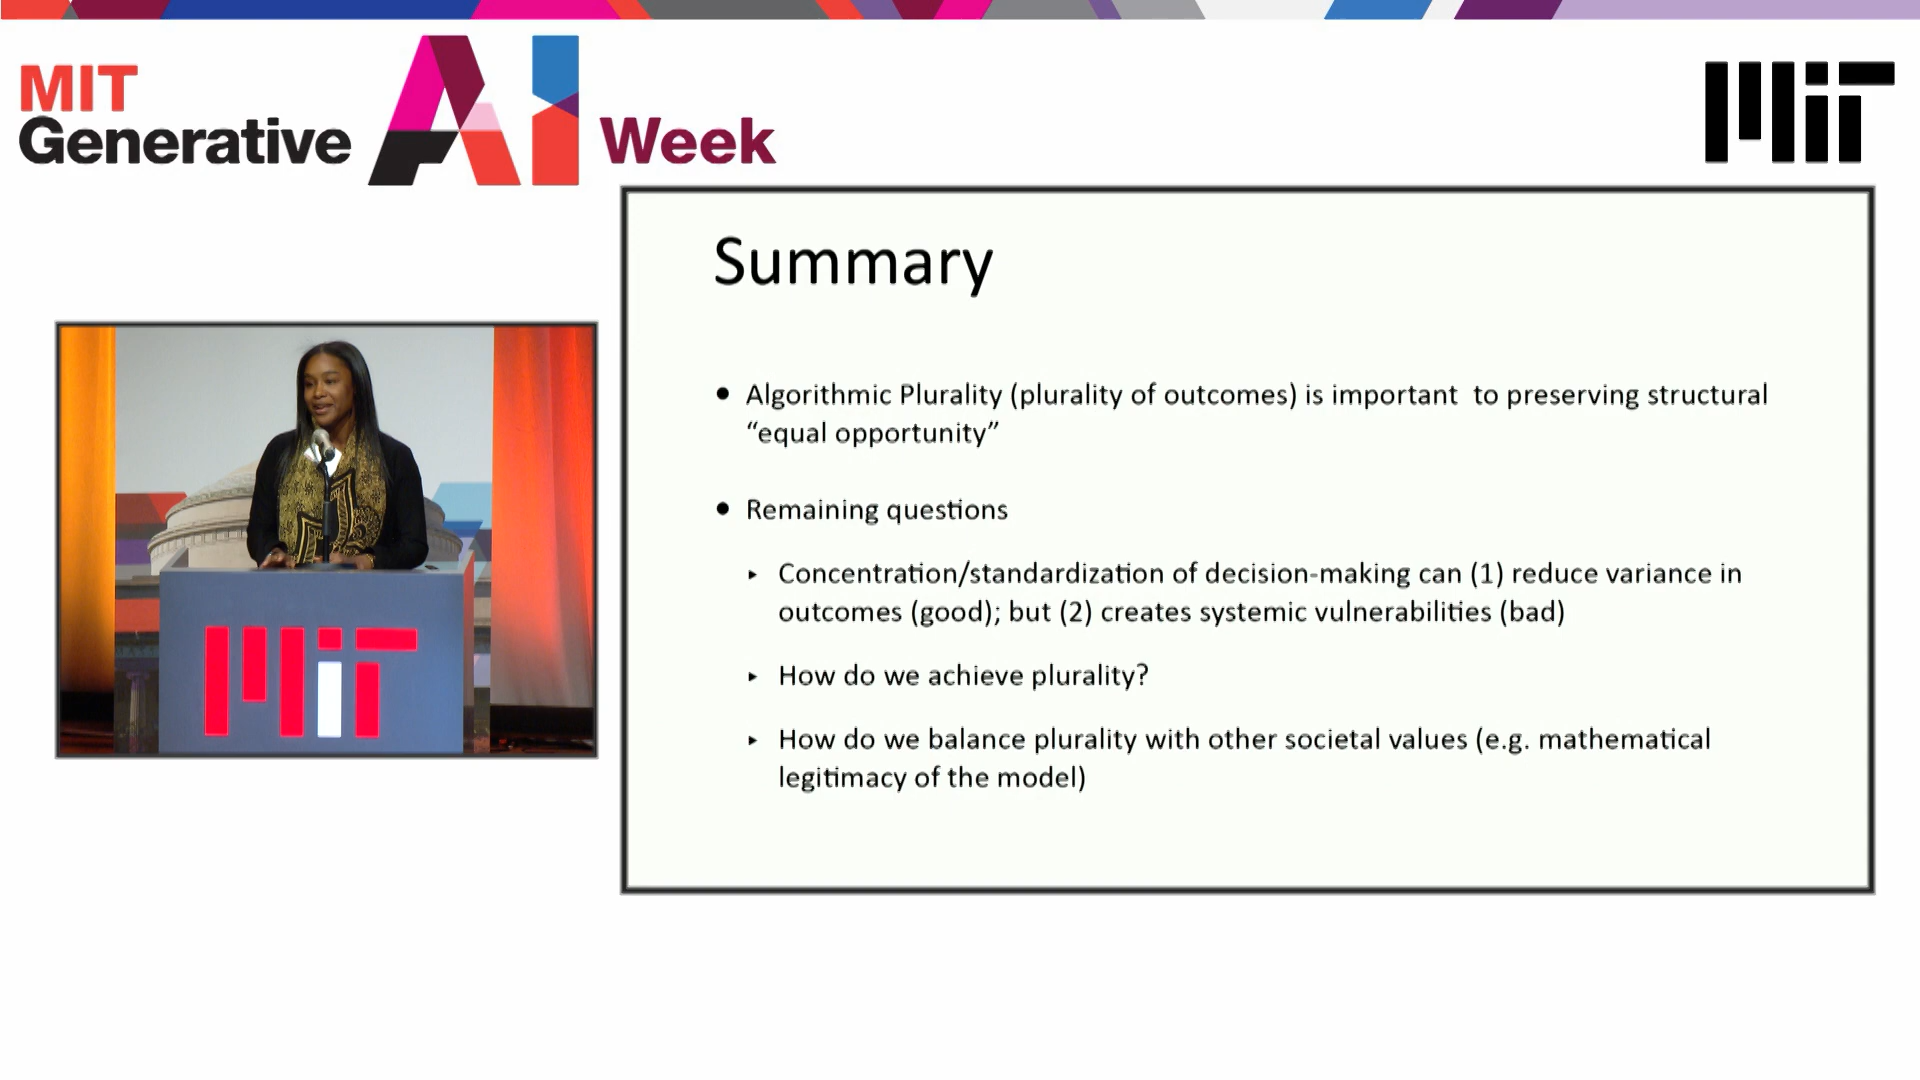 MIT
Generative AI Week
MIT
Summary
• Algorithmic Plurality (plurality of outcomes) is important  to preserving structural
“equal opportunity”
• Remaining questions
‣ Concentration/standardization of decision-making can (1) reduce variance in
outcomes (good); but (2) creates systemic vulnerabilities (bad)
‣ How do we achieve plurality?
‣ How do we balance plurality with other societal values (e.g. mathematical
legitimacy of the model)
MIT